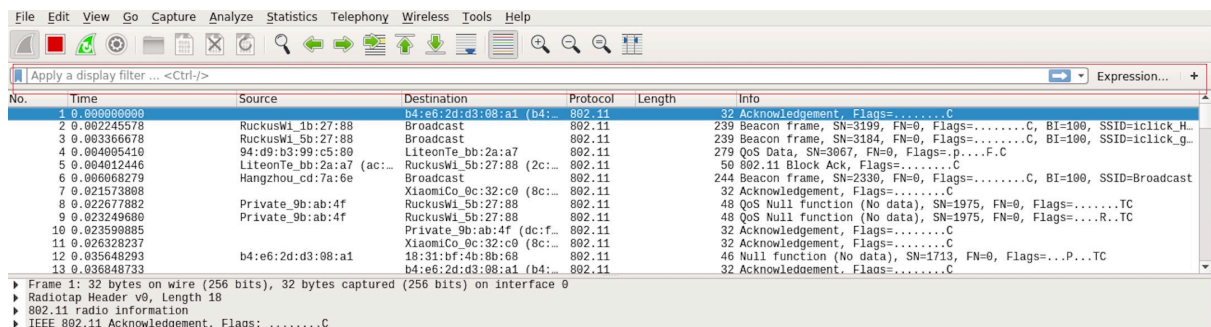 File Edit View Go Capture Analyze Statistics Telephony Wireless Tools Help
Apply a display filter ... <Ctrl-/> Expression... +
No. Time Source Destination Protocol Length Info
1 0.000000000 b4:e6:2d:d3:08:a1 (b4:… 802.11 32 Acknowledgement, Flags=........C
2 0.002245578 RuckusWi_1b:27:88 Broadcast 802.11 239 Beacon frame, SN=3199, FN=0, Flags=........C, BI=100, SSID=iclick_H…
3 0.003366678 RuckusWi_5b:27:88 Broadcast 802.11 239 Beacon frame, SN=3184, FN=0, Flags=........C, BI=100, SSID=iclick_g…
4 0.004005410 94:d9:b3:99:c5:80 LiteonTe_bb:2a:a7 802.11 279 QoS Data, SN=3067, FN=0, Flags=.p....F.C
5 0.004012446 LiteonTe_bb:2a:a7 (ac:… RuckusWi_5b:27:88 (2c:… 802.11 50 802.11 Block Ack, Flags=........C
6 0.006068279 Hangzhou_cd:7a:6e Broadcast 802.11 244 Beacon frame, SN=2330, FN=0, Flags=........C, BI=100, SSID=Broadcast
7 0.021573808 XiaomiCo_0c:32:c0 (8c:… 802.11 32 Acknowledgement, Flags=........C
8 0.022677882 Private_9b:ab:4f RuckusWi_5b:27:88 802.11 48 QoS Null function (No data), SN=1975, FN=0, Flags=.......TC
9 0.023249680 Private_9b:ab:4f RuckusWi_5b:27:88 802.11 48 QoS Null function (No data), SN=1975, FN=0, Flags=....R..TC
10 0.023590885 Private_9b:ab:4f (dc:f… 802.11 32 Acknowledgement, Flags=........C
11 0.026328237 XiaomiCo_0c:32:c0 (8c:… 802.11 32 Acknowledgement, Flags=........C
12 0.035648293 b4:e6:2d:d3:08:a1 18:31:bf:4b:8b:68 802.11 46 Null function (No data), SN=1713, FN=0, Flags=...P...TC
13 0.036848733 b4:e6:2d:d3:08:a1 (b4:… 802.11 32 Acknowledgement, Flags=........C
Frame 1: 32 bytes on wire (256 bits), 32 bytes captured (256 bits) on interface 0
Radiotap Header v0, Length 18
802.11 radio information
IEEE 802.11 Acknowledgement, Flags: ........C